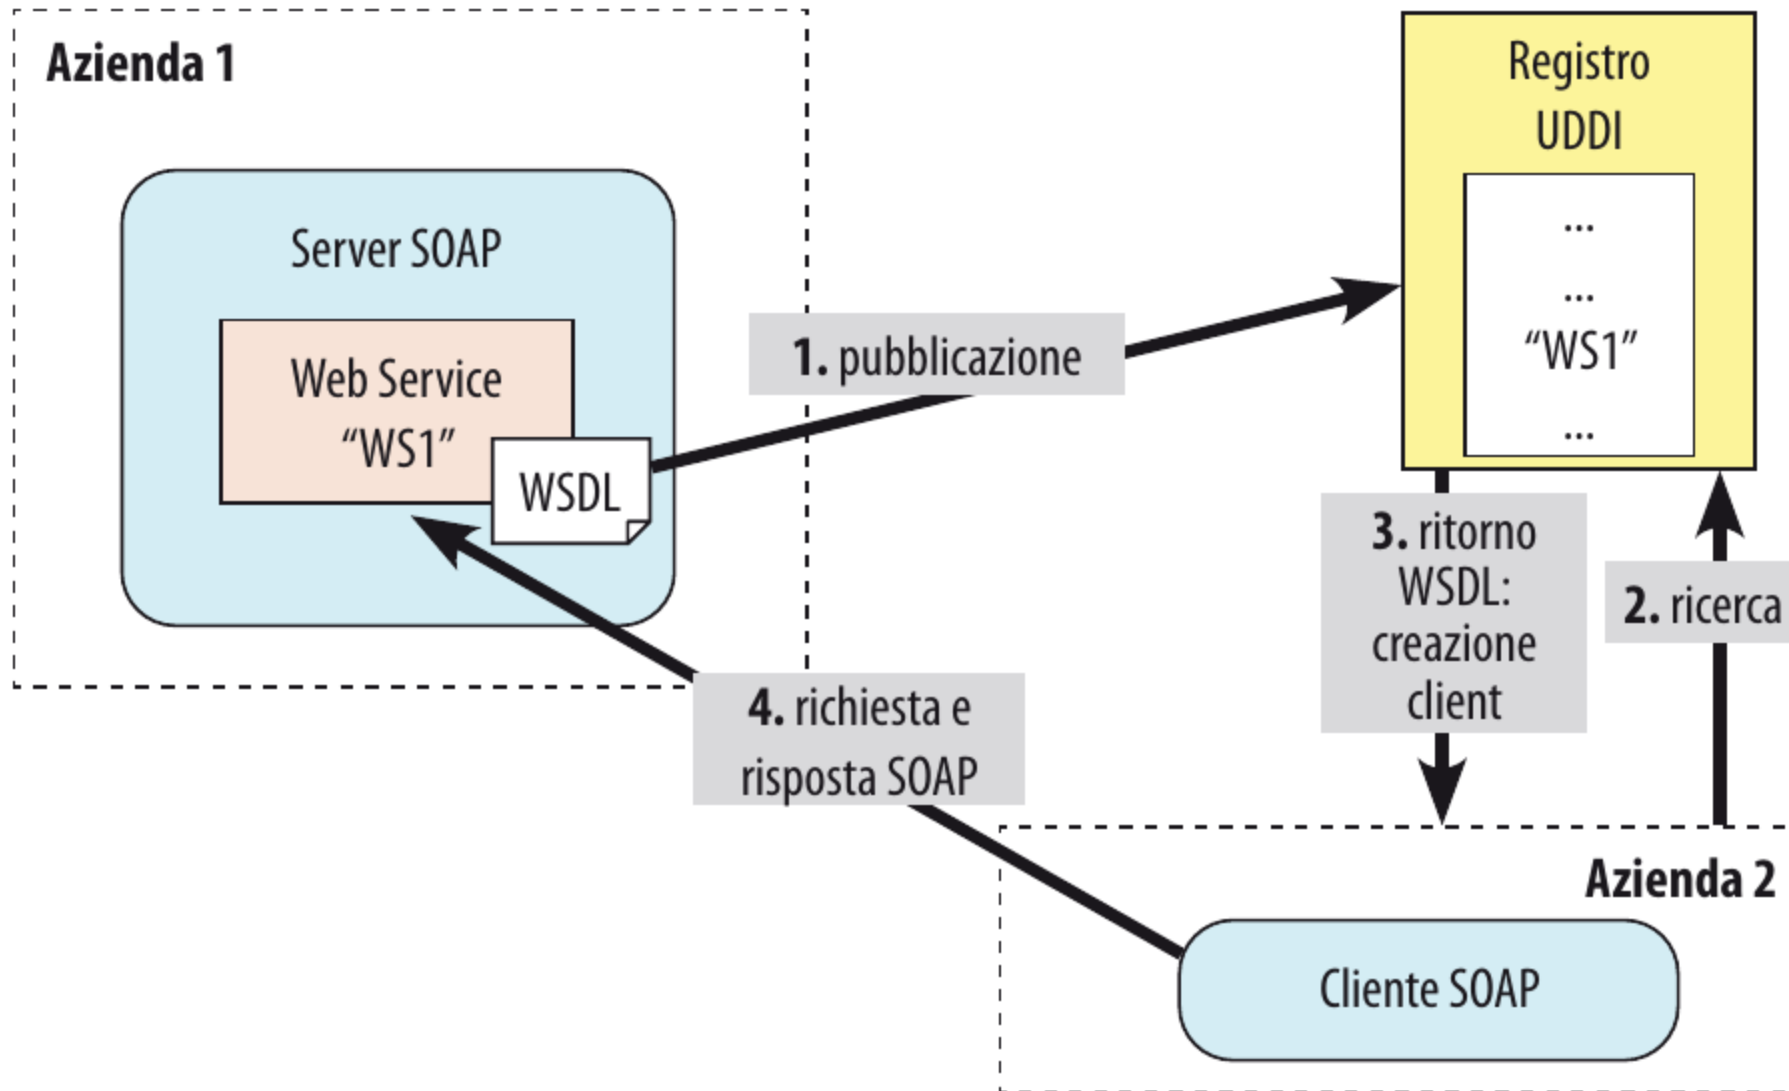 Azienda 1
Server SOAP
Web Service
“WS1”
WSDL
1. pubblicazione
Registro
UDDI
...
...
“WS1”
...
3. ritorno
WSDL:
creazione
client
2. ricerca
4. richiesta e
risposta SOAP
Azienda 2
Cliente SOAP